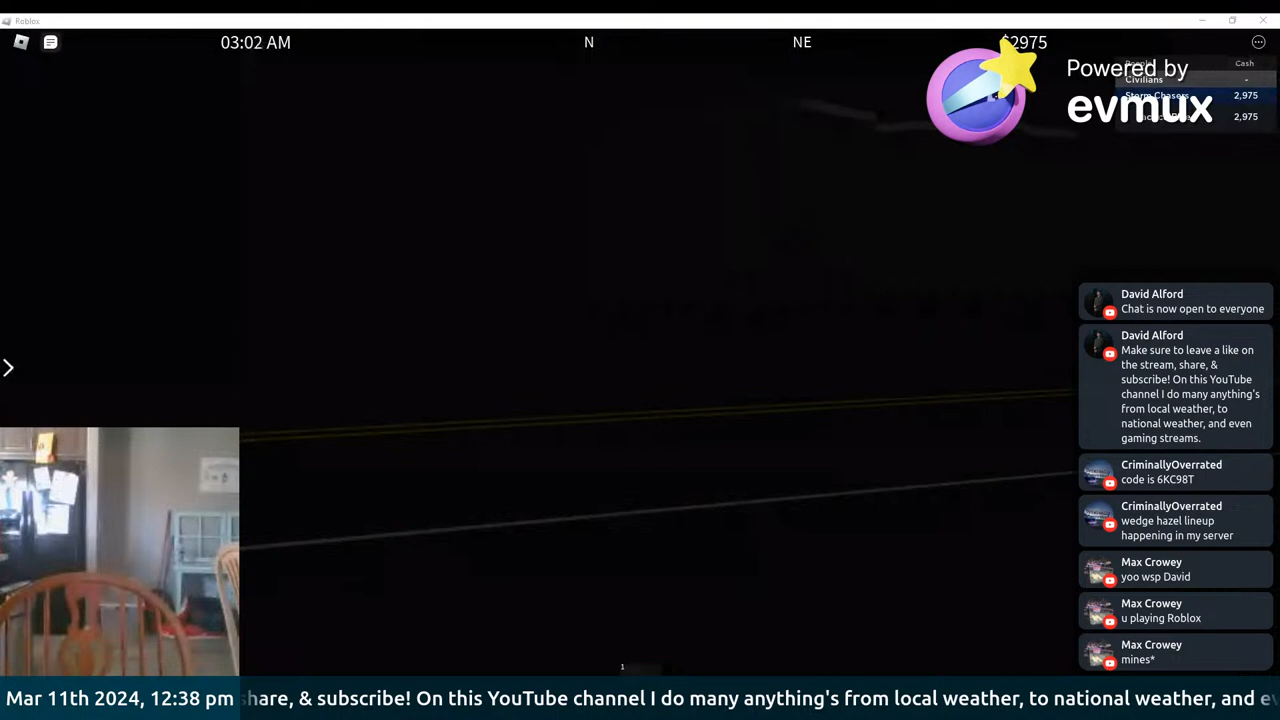 Roblox
03:02 AM
N
NE
$2975
Powered by
evmux
Cash
Civilians
-
Storm Chasers
2,975
2,975
David Alford
Chat is now open to everyone
David Alford
Make sure to leave a like on
the stream, share, &
subscribe! On this YouTube
channel I do many anything's
from local weather, to
national weather, and even
gaming streams.
CriminallyOverrated
code is 6KC98T
CriminallyOverrated
wedge hazel lineup
happening in my server
Max Crowey
yoo wsp David
Max Crowey
u playing Roblox
Max Crowey
mines*
1
Mar 11th 2024, 12:38 pm
share, & subscribe! On this YouTube channel I do many anything's from local weather, to national weather, and